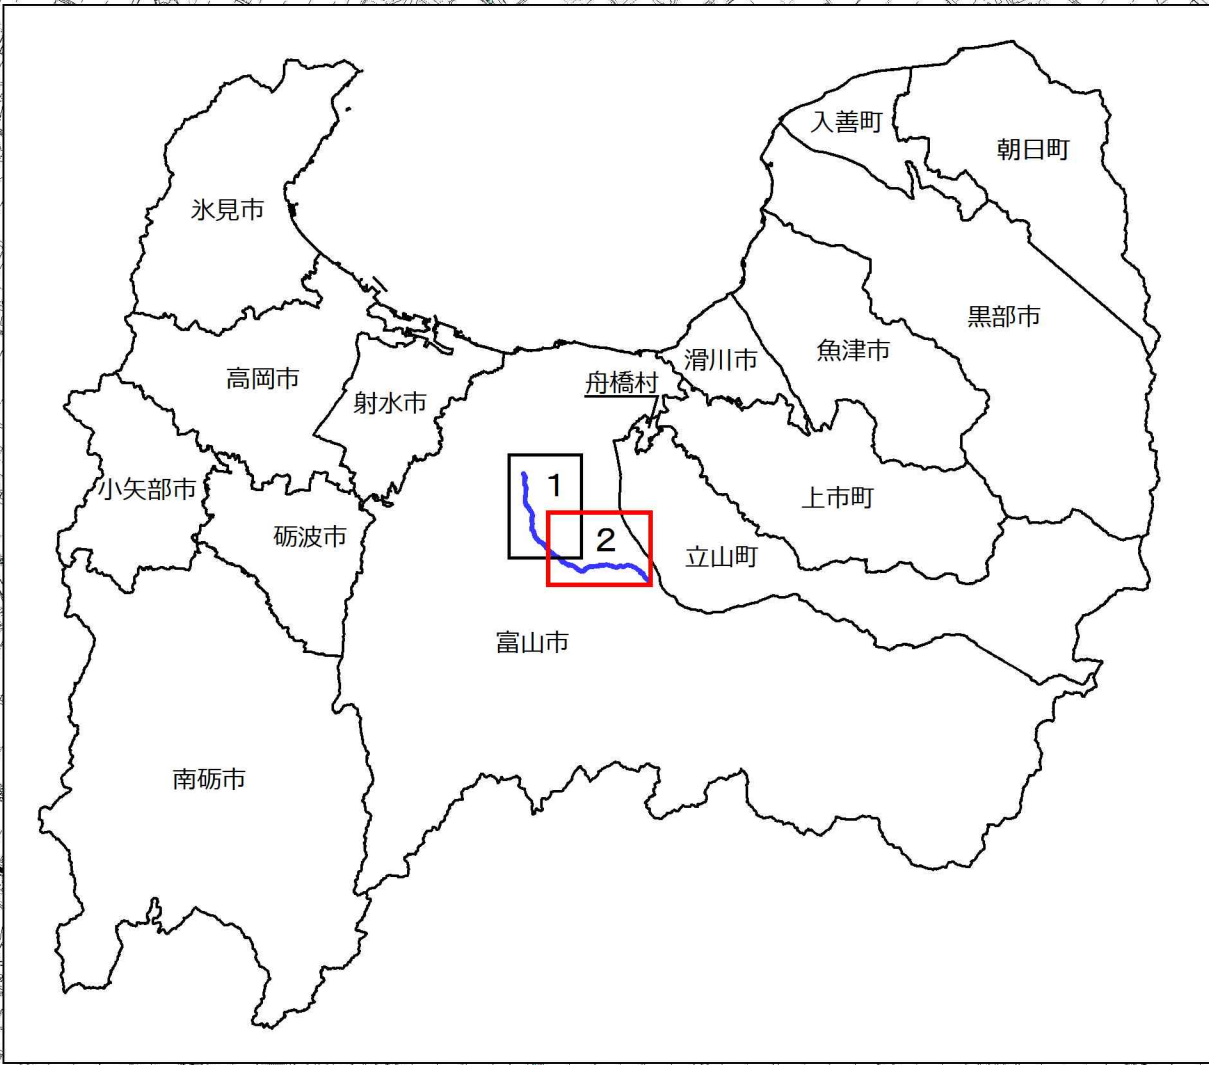 入善町
朝日町
氷見市
黒部市
魚津市
滑川市
高岡市
舟橋村
射水市
小矢部市
1
上市町
砺波市
2
立山町
富山市
南砺市